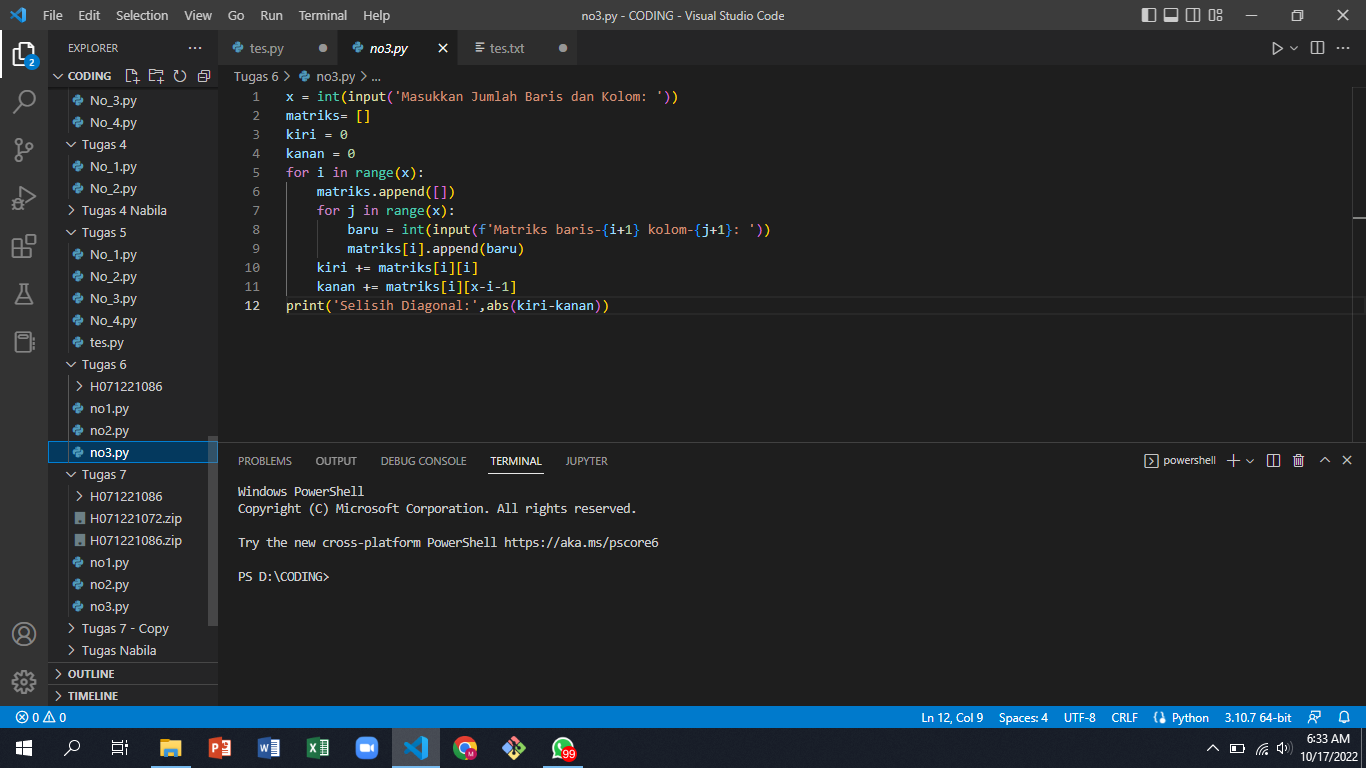 File Edit Selection View Go Run Terminal Help
no3.py - CODING - Visual Studio Code
EXPLORER
CODING
No_3.py
No_4.py
Tugas 4
No_1.py
No_2.py
Tugas 4 Nabila
Tugas 5
No_1.py
No_2.py
No_3.py
No_4.py
tes.py
Tugas 6
H071221086
no1.py
no2.py
no3.py
Tugas 7
H071221086
H071221072.zip
H071221086.zip
no1.py
no2.py
no3.py
Tugas 7 - Copy
Tugas Nabila
OUTLINE
TIMELINE
2
tes.py no3.py tes.txt
Tugas 6 > no3.py > ...
1 x = int(input('Masukkan Jumlah Baris dan Kolom: '))
2 matriks= []
3 kiri = 0
4 kanan = 0
5 for i in range(x):
6 matriks.append([])
7 for j in range(x):
8 baru = int(input(f'Matriks baris-{i+1} kolom-{j+1}: '))
9 matriks[i].append(baru)
10 kiri += matriks[i][i]
11 kanan += matriks[i][x-i-1]
12 print('Selisih Diagonal:',abs(kiri-kanan))
PROBLEMS OUTPUT DEBUG CONSOLE TERMINAL JUPYTER
powershell
Windows PowerShell
Copyright (C) Microsoft Corporation. All rights reserved.
Try the new cross-platform PowerShell https://aka.ms/pscore6
PS D:\CODING>
0 0
Ln 12, Col 9 Spaces: 4 UTF-8 CRLF Python 3.10.7 64-bit
99
6:33 AM
10/17/2022